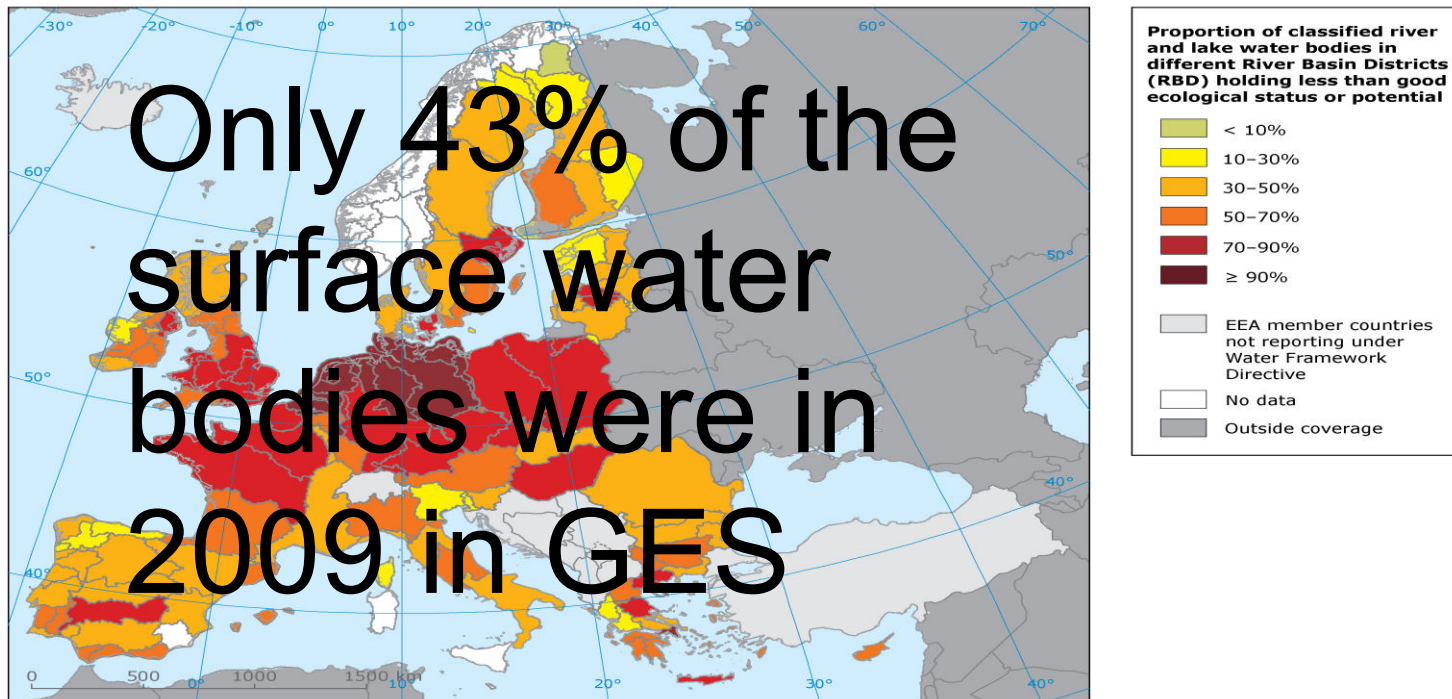 -30°
-20°
-10°
0°
10°
20°
30°
40°
50°
60°
70°
60°
50°
40°
50°
40°
Only 43% of the
surface water
bodies were in
2009 in GES
0 500 1000 1500 km
0°
10°
20°
30°
40°
Proportion of classified river
and lake water bodies in
different River Basin Districts
(RBD) holding less than good
ecological status or potential
< 10%
10–30%
30–50%
50–70%
70–90%
≥ 90%
EEA member countries
not reporting under
Water Framework
Directive
No data
Outside coverage